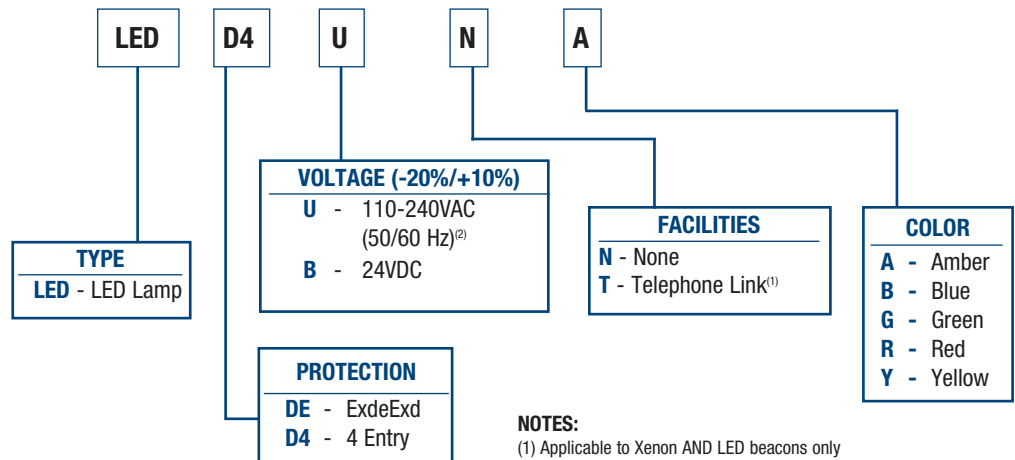 LED D4 U N A
VOLTAGE (-20%/+10%)
U - 110-240VAC
(50/60 Hz)(2)
B - 24VDC
TYPE
LED - LED Lamp
FACILITIES
N - None
T - Telephone Link(1)
COLOR
A - Amber
B - Blue
G - Green
R - Red
Y - Yellow
PROTECTION
DE - ExdeExd
D4 - 4 Entry
NOTES:
(1) Applicable to Xenon AND LED beacons only